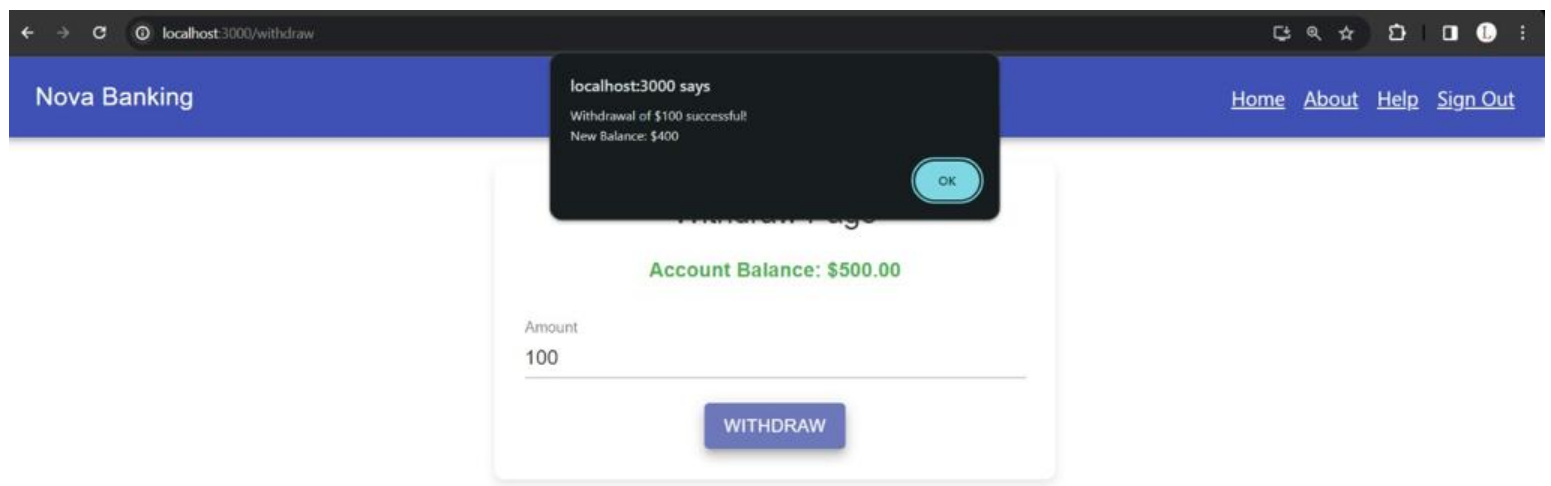 localhost:3000/withdraw
L
Nova Banking
Home About Help Sign Out
localhost:3000 says
Withdrawal of $100 successful!
New Balance: $400
OK
Account Balance: $500.00
Amount
100
WITHDRAW